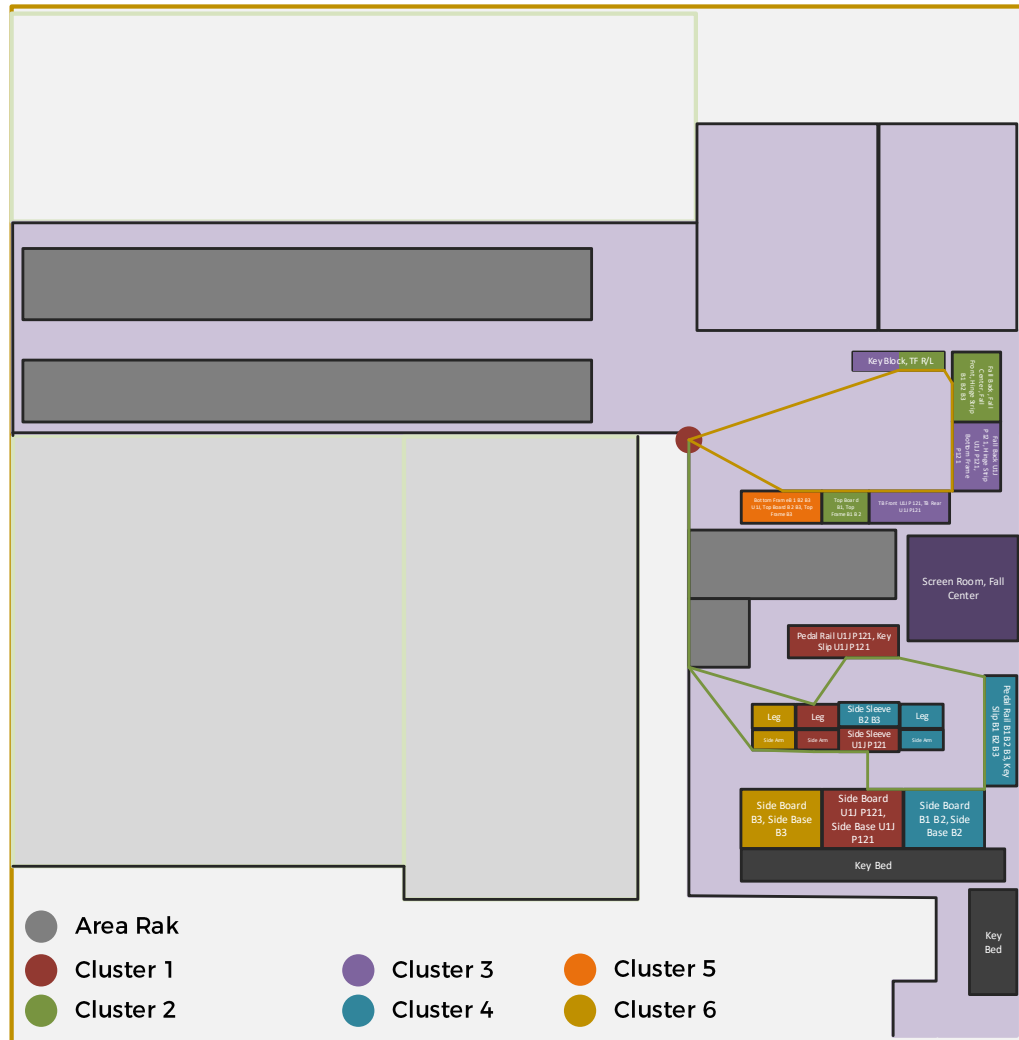 Key Block, TF R/L
Fall Back, Fall
Center, Fall
Front, Hinge Strip
B1 B2 B3
Fall Back U1J
P121, Hinge Strip
U1J P121,
Bottom Frame
P121
Bottom Frame B1 B2 B3
U1J, Top Board B2 B3, Top
Frame B3
Top Board
B1, Top
Frame B1 B2
TB Front U1J P121, TB Rear
U1J P121
Screen Room, Fall
Center
Pedal Rail U1J P121, Key
Slip U1J P121
Pedal Rail B1 B2 B3, Key
Slip B1 B2 B3
Leg
Leg
Side Sleeve
B2 B3
Leg
Side Arm
Side Arm
Side Sleeve
U1J P121
Side Arm
Side Board
B3, Side Base
B3
Side Board
U1J P121,
Side Base U1J
P121
Side Board
B1 B2, Side
Base B2
Key Bed
Key
Bed
Area Rak
Cluster 1
Cluster 2
Cluster 3
Cluster 4
Cluster 5
Cluster 6